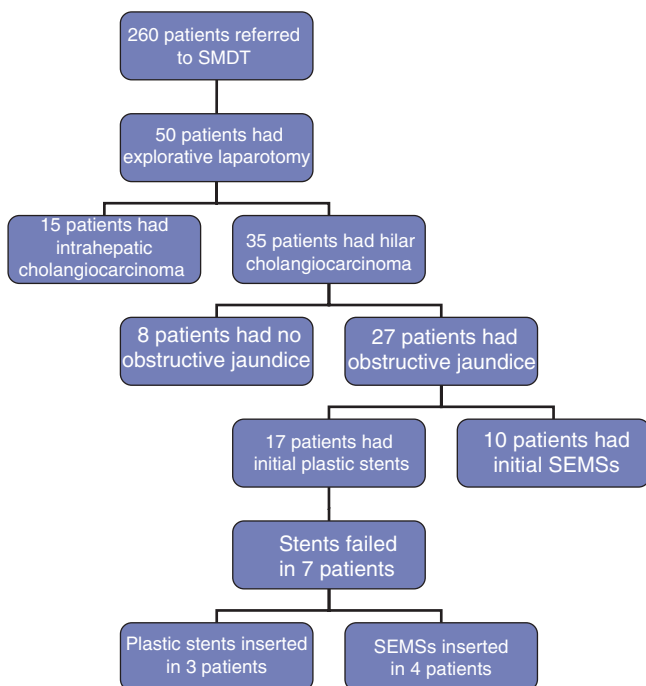 260 patients referred
to SMDT
50 patients had
explorative laparotomy
15 patients had
intrahepatic
cholangiocarcinoma
35 patients had hilar
cholangiocarcinoma
8 patients had no
obstructive jaundice
27 patients had
obstructive jaundice
17 patients had
initial plastic stents
10 patients had
initial SEMSs
Stents failed
in 7 patients
Plastic stents inserted
in 3 patients
SEMSs inserted
in 4 patients